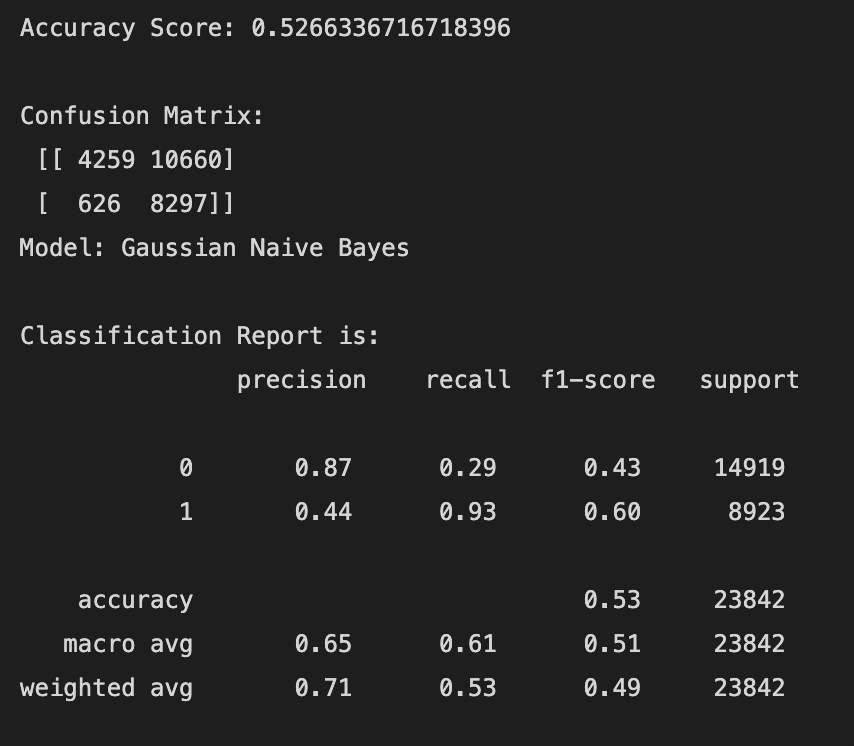 Accuracy Score: 0.5266336716718396
Confusion Matrix:
[[ 4259 10660]
[ 626 8297]]
Model: Gaussian Naive Bayes
Classification Report is:
precision recall f1-score support
0 0.87 0.29 0.43 14919
1 0.44 0.93 0.60 8923
accuracy 0.53 23842
macro avg 0.65 0.61 0.51 23842
weighted avg 0.71 0.53 0.49 23842